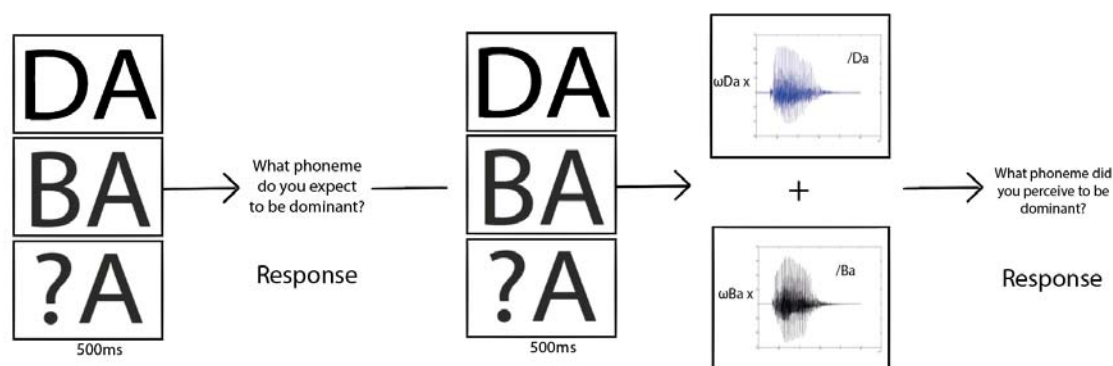 DA
BA
?A
500ms
What phoneme
do you expect
to be dominant?
Response
DA
BA
?A
500ms
ωDa x
/Da
+
ωBa x
/Ba
What phoneme did
you perceive to be
dominant?
Response